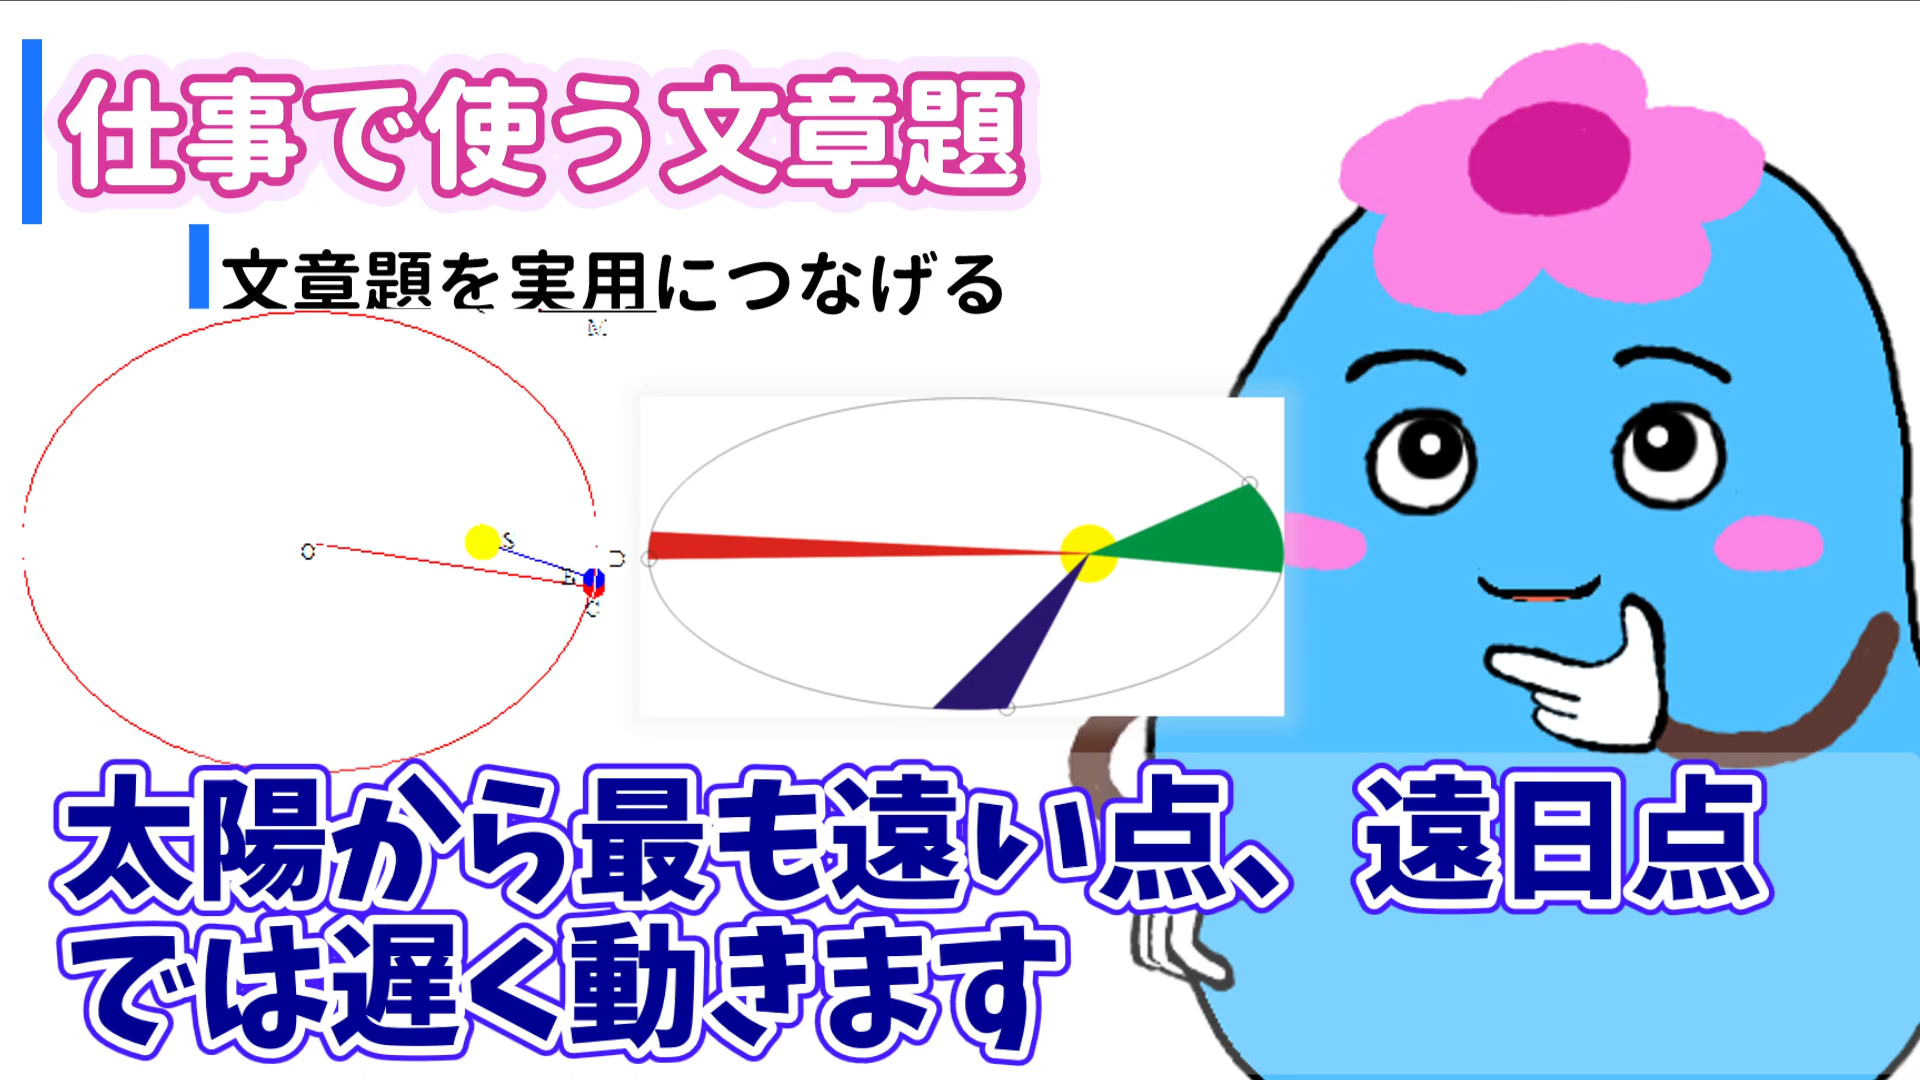 仕事で使う文章題
文章題を実用につなげる
M
O
S
D
E
C
太陽から最も遠い点、遠日点
では遅く動きます